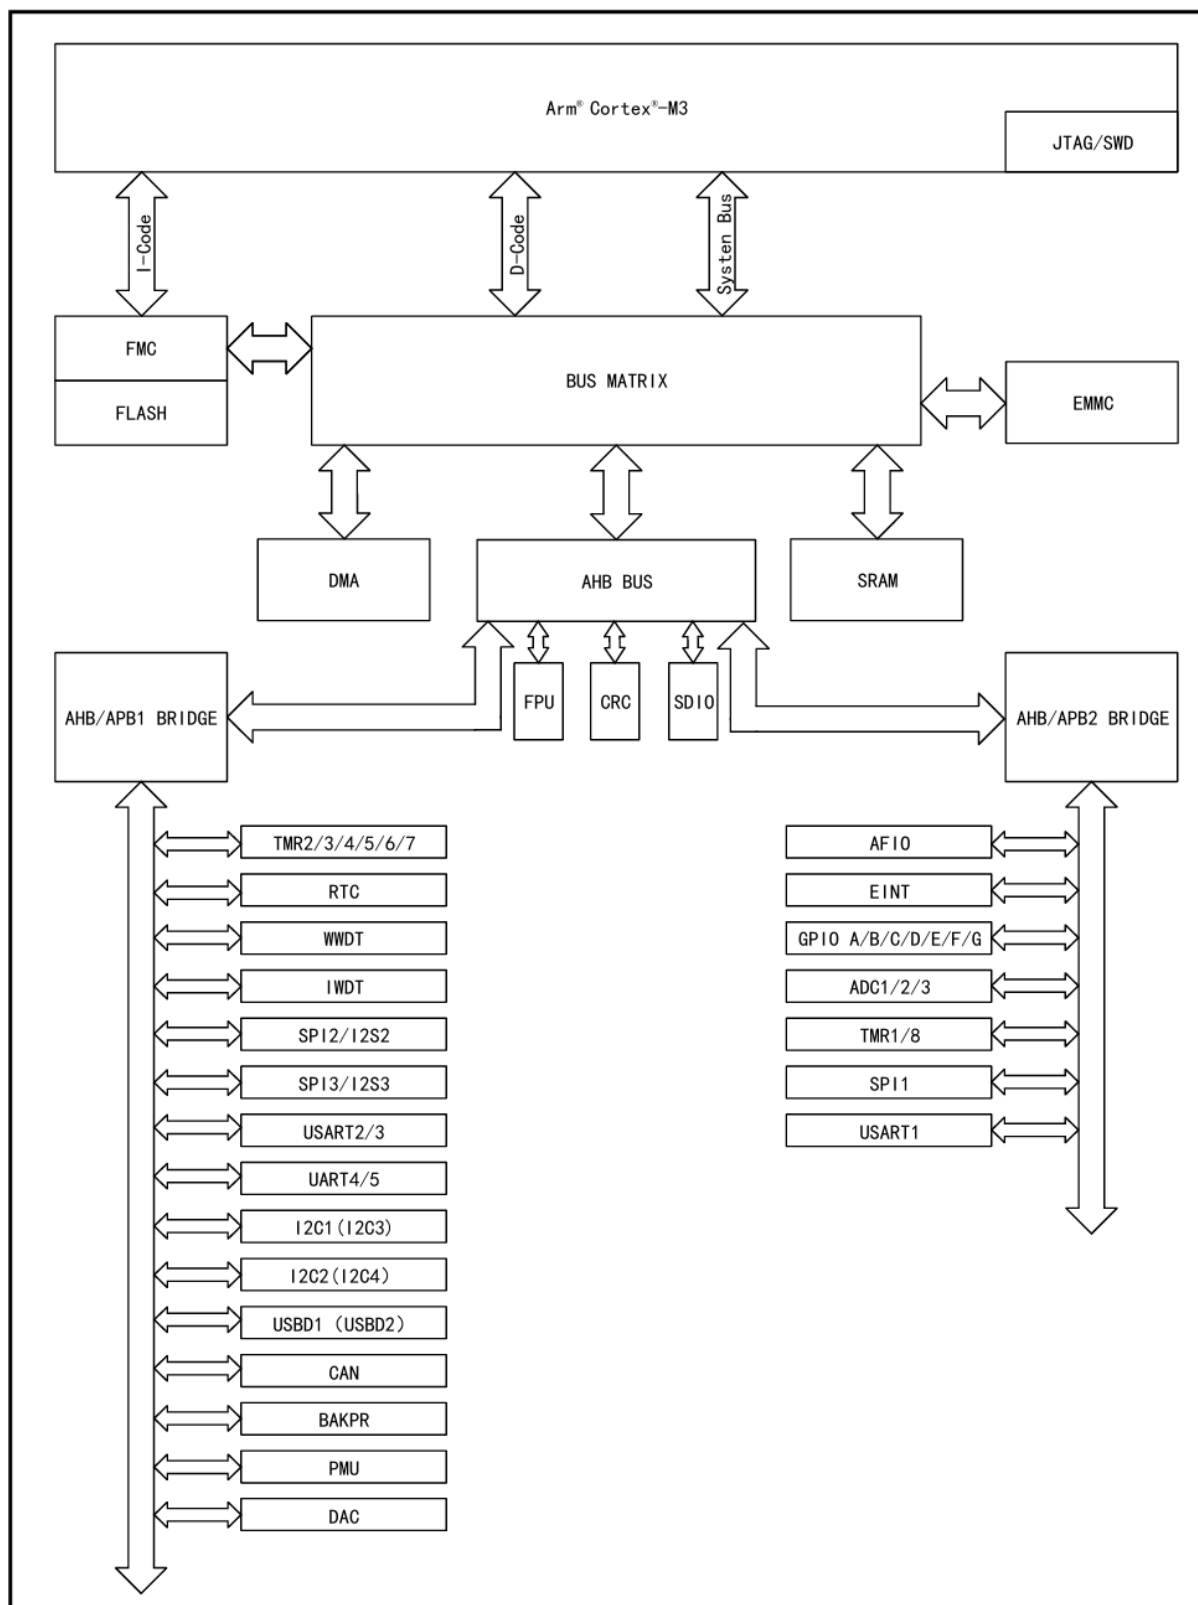 Arm® Cortex®-M3
JTAG/SWD
I-Code
D-Code
Systen Bus
FMC
FLASH
BUS MATRIX
EMMC
DMA
AHB BUS
SRAM
FPU
CRC
SDIO
AHB/APB1 BRIDGE
AHB/APB2 BRIDGE
TMR2/3/4/5/6/7
RTC
WWDT
IWDT
SPI2/I2S2
SPI3/I2S3
USART2/3
UART4/5
I2C1(I2C3)
I2C2(I2C4)
USBD1 (USBD2)
CAN
BAKPR
PMU
DAC
AFIO
EINT
GPIO A/B/C/D/E/F/G
ADC1/2/3
TMR1/8
SPI1
USART1